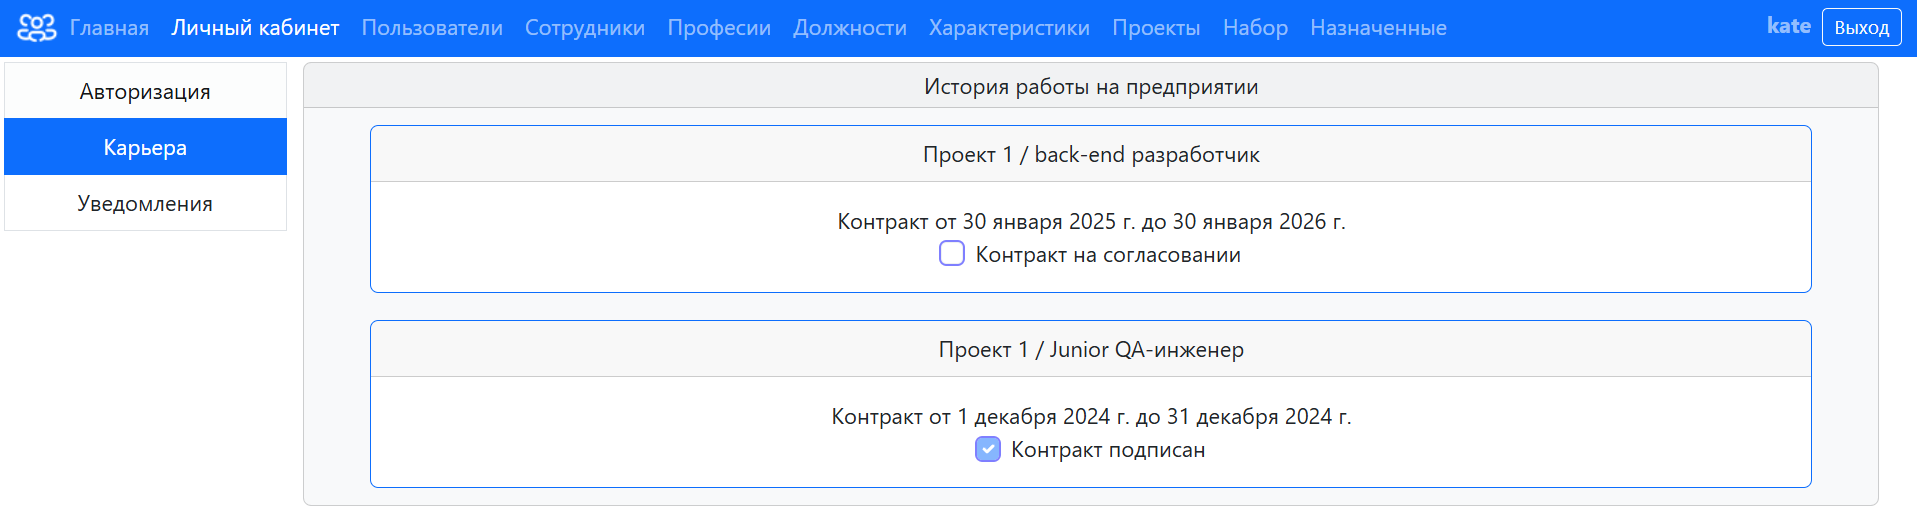 Главная Личный кабинет Пользователи Сотрудники Професии Должности Характеристики Проекты Набор Назначенные kate Выход
Авторизация
Карьера
Уведомления
История работы на предприятии
Проект 1 / back-end разработчик
Контракт от 30 января 2025 г. до 30 января 2026 г.
Контракт на согласовании
Проект 1 / Junior QA-инженер
Контракт от 1 декабря 2024 г. до 31 декабря 2024 г.
Контракт подписан